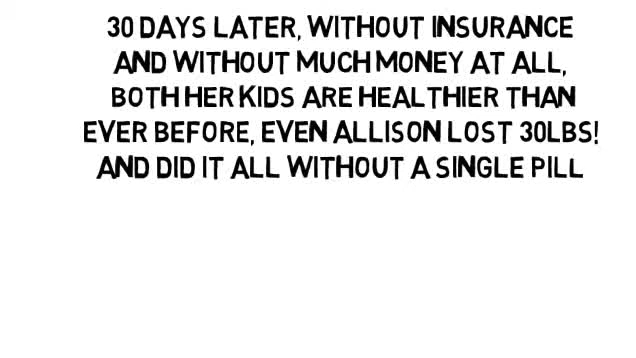 30 DAYS LATER, WITHOUT INSURANCE
AND WITHOUT MUCH MONEY AT ALL,
BOTH HER KIDS ARE HEALTHIER THAN
EVER BEFORE, EVEN ALLISON LOST 30LBS!
AND DID IT ALL WITHOUT A SINGLE PILL